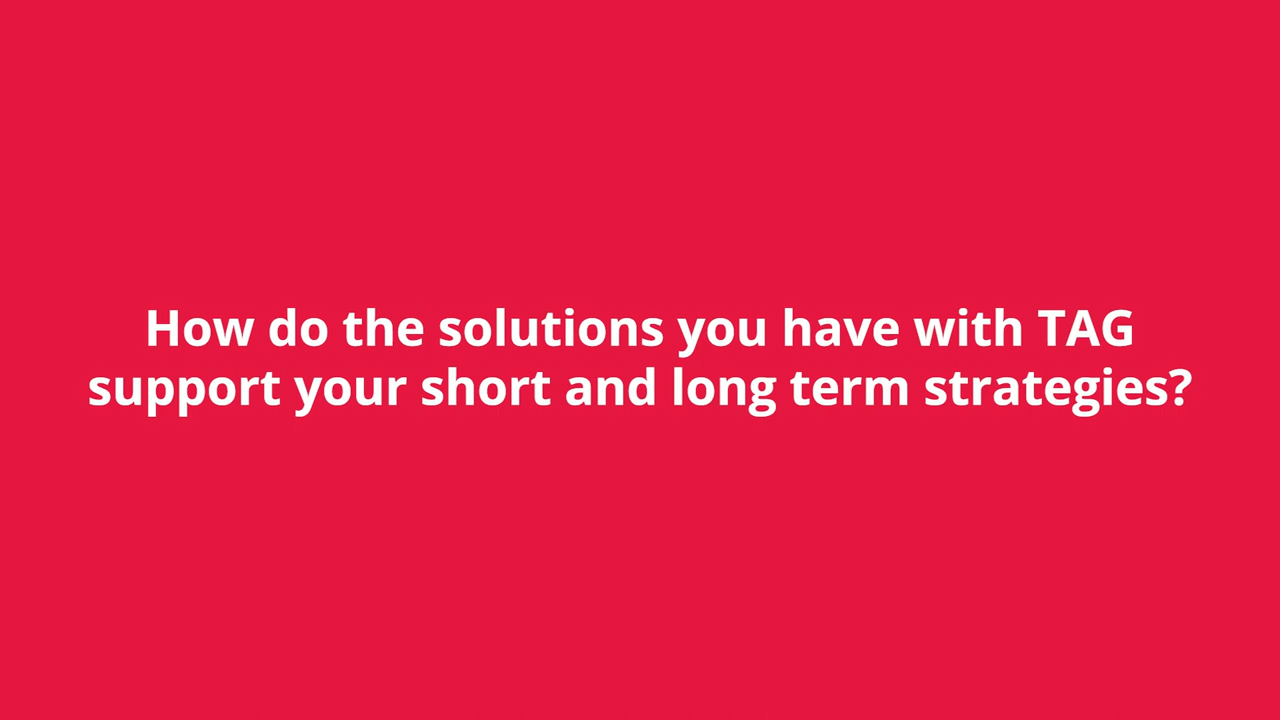 How do the solutions you have with TAG
support your short and long term strategies?